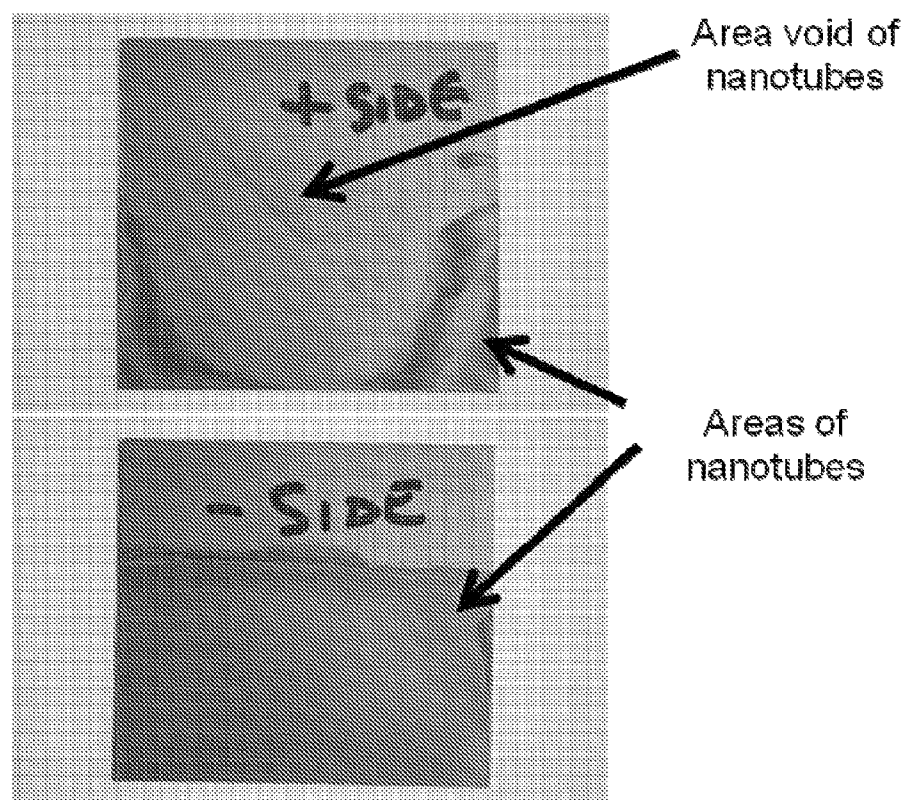 Area void of
nanotubes
+ SIDE
Areas of
nanotubes
- SIDE